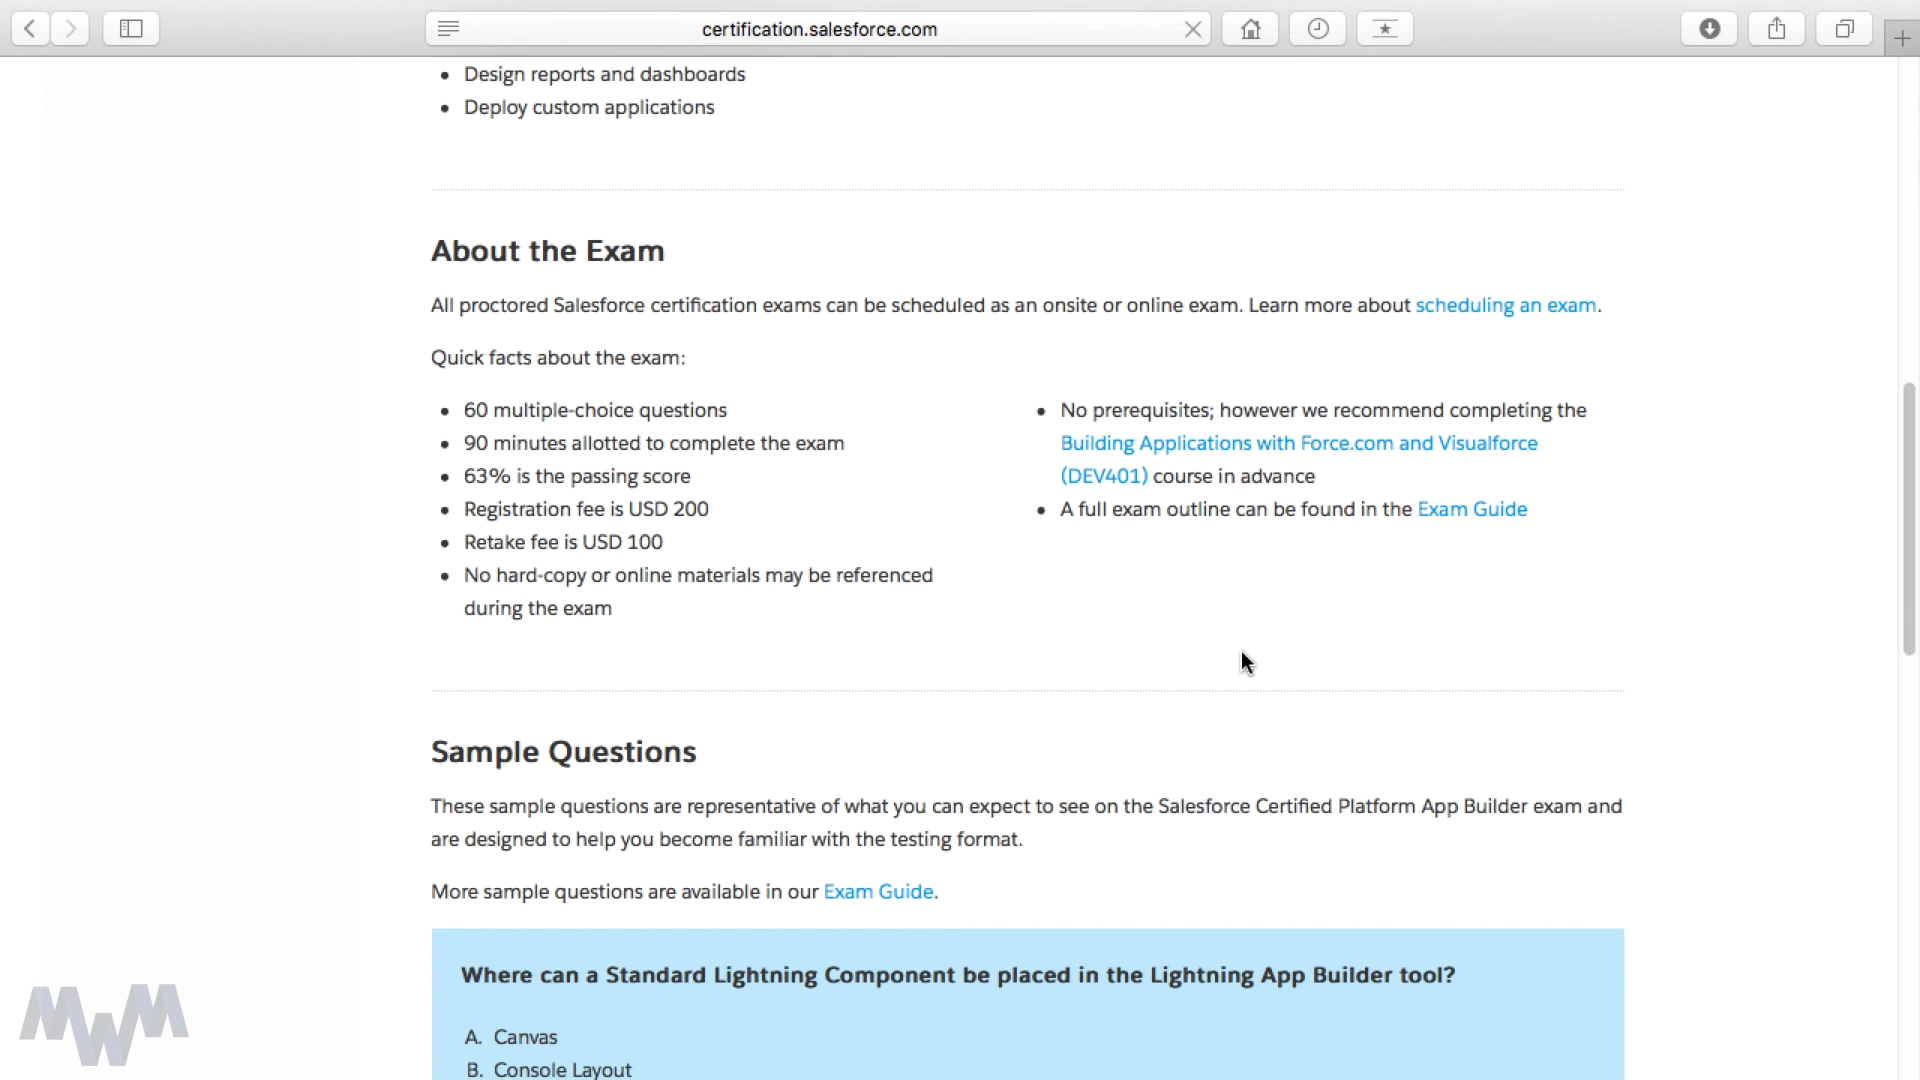 certification.salesforce.com
Design reports and dashboards
Deploy custom applications
About the Exam
All proctored Salesforce certification exams can be scheduled as an onsite or online exam. Learn more about scheduling an exam.
Quick facts about the exam:
60 multiple-choice questions
90 minutes allotted to complete the exam
63% is the passing score
Registration fee is USD 200
Retake fee is USD 100
No hard-copy or online materials may be referenced
during the exam
No prerequisites; however we recommend completing the
Building Applications with Force.com and Visualforce
(DEV401) course in advance
A full exam outline can be found in the Exam Guide
Sample Questions
These sample questions are representative of what you can expect to see on the Salesforce Certified Platform App Builder exam and
are designed to help you become familiar with the testing format.
More sample questions are available in our Exam Guide.
Where can a Standard Lightning Component be placed in the Lightning App Builder tool?
A. Canvas
B. Console Layout
MWM